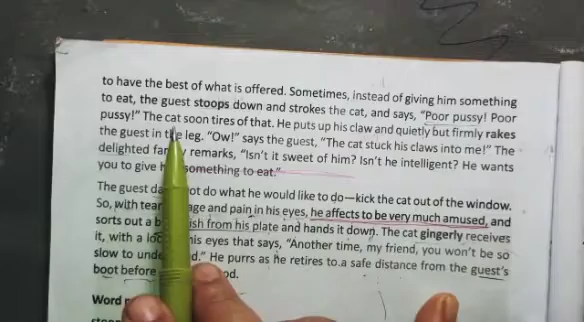 to have the best of what is offered. Sometimes, instead of giving him something
to eat, the guest stoops down and strokes the cat, and says, "Poor pussy! Poor
pussy!" The cat soon tires of that. He puts up his claw and quietly but firmly rakes
the guest in the leg. "Ow!" says the guest, "The cat stuck his claws into me!" The
delighted remarks, "Isn't it sweet of him? Isn't he intelligent? He wants
you to give something to eat."
The guest not do what he would like to do—kick the cat out of the window.
So, with and pain in his eyes, he affects to be very much amused, and
sorts out a from his plate and hands it down. The cat gingerly receives
it, with a his eyes that says, "Another time, my friend, you won't be so
slow to He purrs as he retires to a safe distance from the guest's
boot before
Word